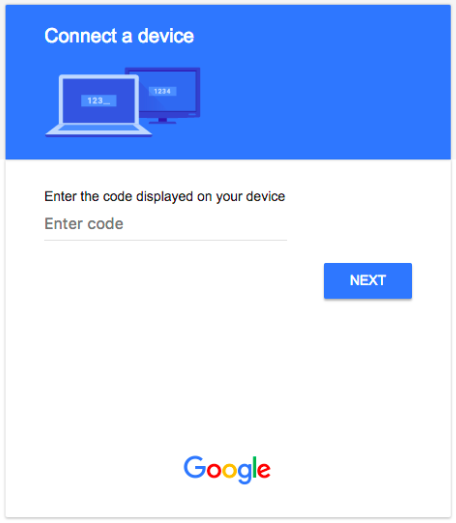 Connect a device
1234
123_
Enter the code displayed on your device
Enter code
NEXT
Google